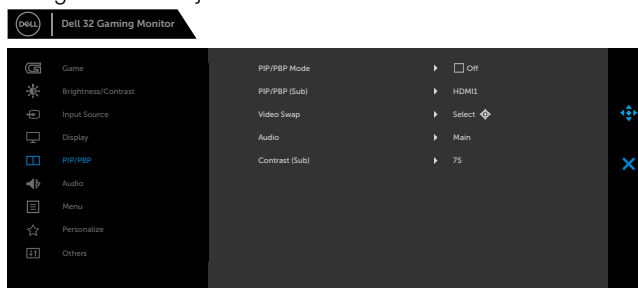 DELL
Dell 32 Gaming Monitor
Game
PIP/PBP Mode
Off
Brightness/Contrast
PIP/PBP (Sub)
HDMI1
Input Source
Video Swap
Select
Display
Audio
Main
PIP/PBP
Contrast (Sub)
75
Audio
Menu
Personalize
Others